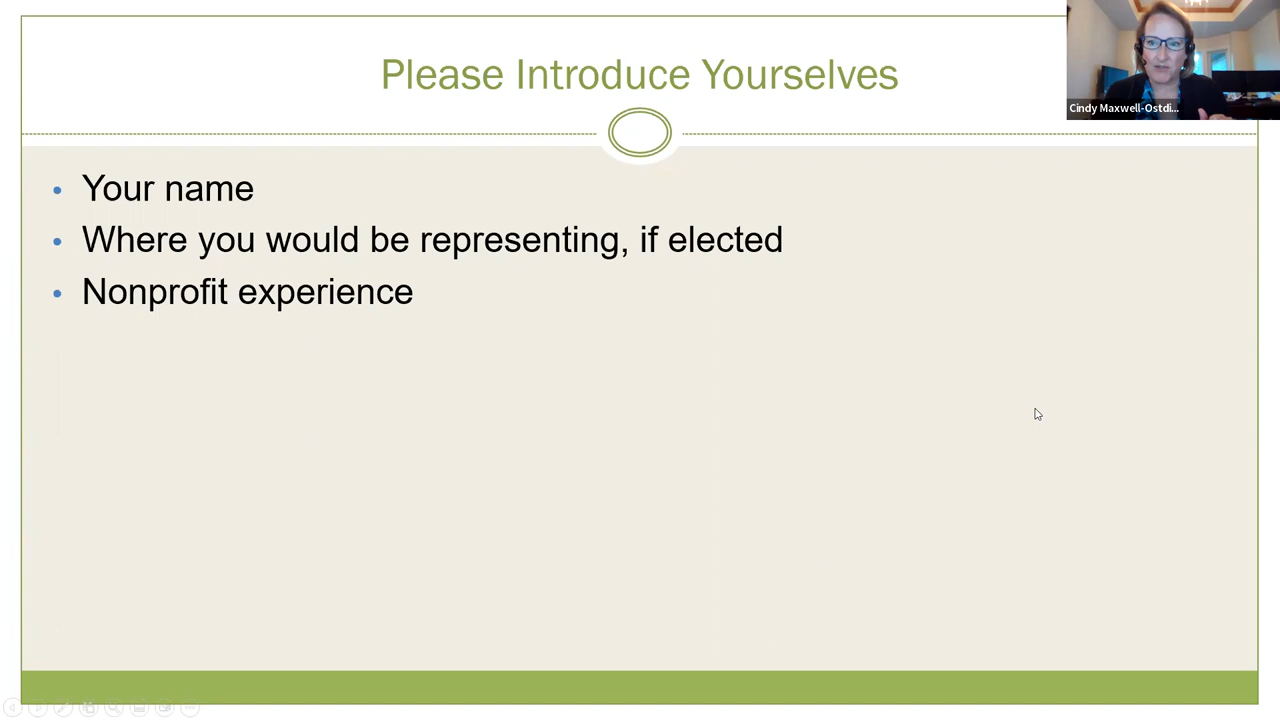 Please Introduce Yourselves
Cindy Maxwell-Ostdi...
• Your name
• Where you would be representing, if elected
• Nonprofit experience